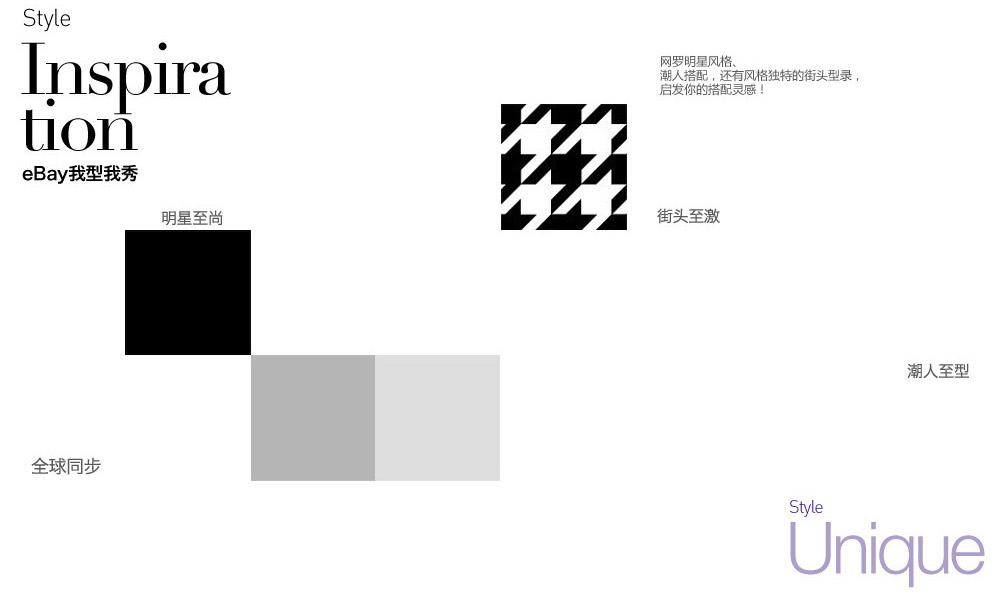 Style
Inspira
tion
eBay我型我秀
网罗明星风格、
潮人搭配，还有风格独特的街头型录，
启发你的搭配灵感！
明星至尚
街头至激
潮人至型
全球同步
Style
Unique